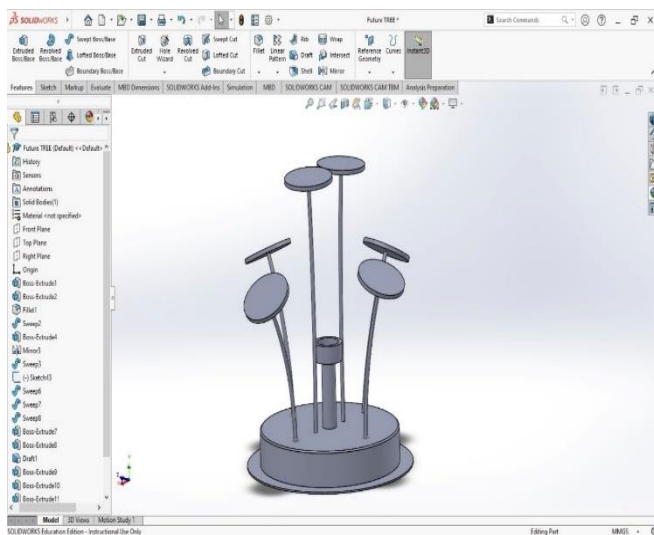 SOLIDWORKS
Future TREE *
Search Commands
Extruded Boss/Base
Revolved Boss/Base
Swept Boss/Base
Lofted Boss/Base
Boundary Boss/Base
Extruded Cut
Hole Wizard
Revolved Cut
Swept Cut
Lofted Cut
Boundary Cut
Fillet
Linear Pattern
Rib
Draft
Shell
Wrap
Intersect
Mirror
Reference Geometry
Curves
Instant3D
Features Sketch Markup Evaluate MBD Dimensions SOLIDWORKS Add-Ins Simulation MBD SOLIDWORKS CAM SOLIDWORKS CAM TBM Analysis Preparation
Future TREE (Default) <<Default>
History
Sensors
Annotations
Solid Bodies(1)
Material <not specified>
Front Plane
Top Plane
Right Plane
Origin
Boss-Extrude1
Boss-Extrude2
Fillet1
Sweep2
Boss-Extrude4
Mirror3
Sweep3
(-) Sketch43
Sweep6
Sweep7
Sweep8
Boss-Extrude7
Boss-Extrude8
Draft1
Boss-Extrude9
Boss-Extrude10
Boss-Extrude11
Model 3D Views Motion Study 1
SOLIDWORKS Education Edition - Instructional Use Only
Editing Part
MMGS